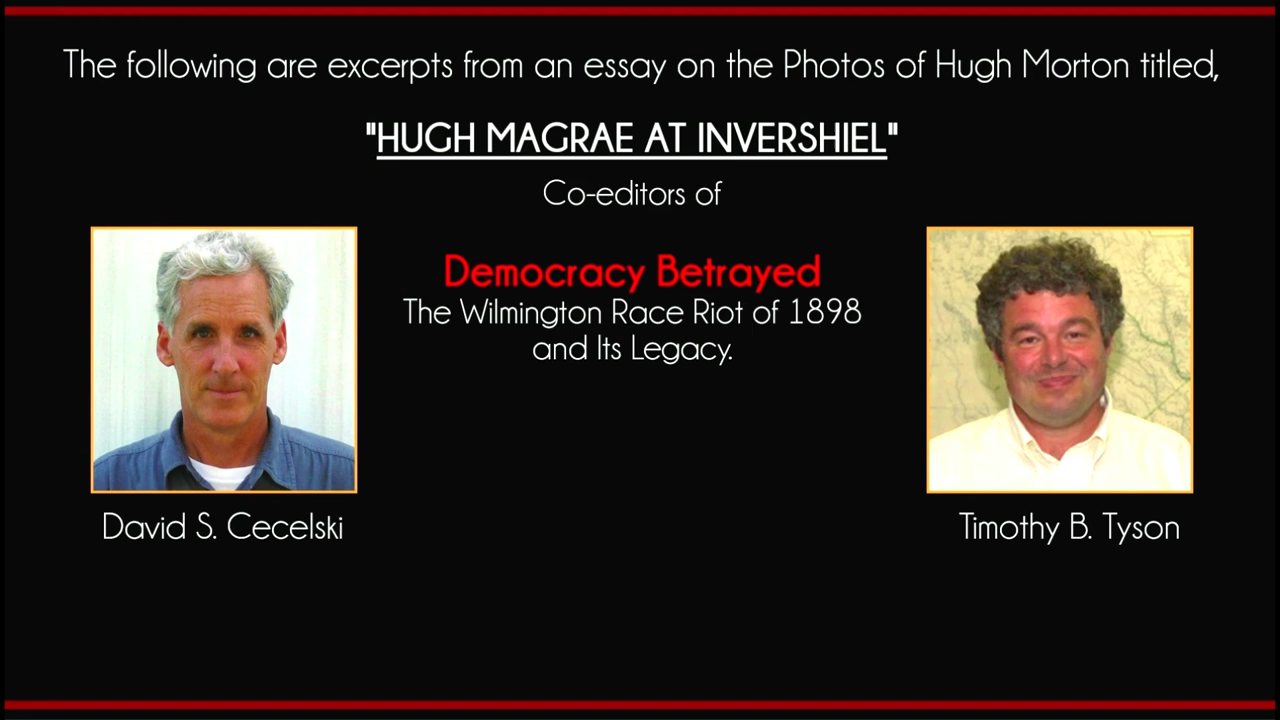 The following are excerpts from an essay on the Photos of Hugh Morton titled,
"HUGH MAGRAE AT INVERSHIEL"
Co-editors of
Democracy Betrayed
The Wilmington Race Riot of 1898
and Its Legacy.
David S. Cecelski
Timothy B. Tyson